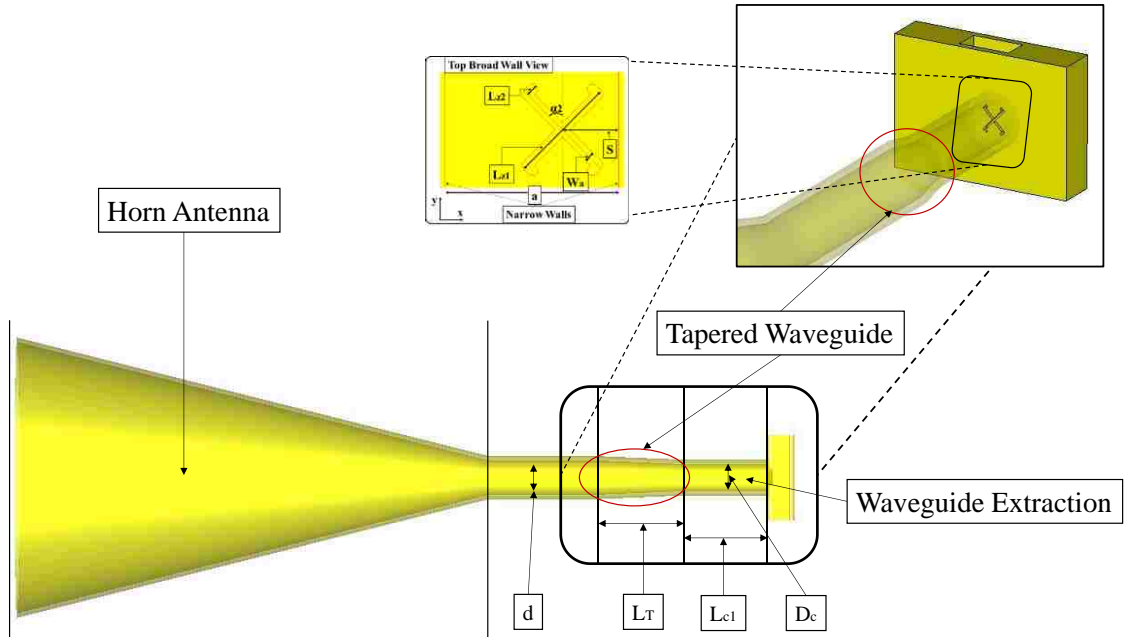 Top Broad Wall View
Lz2
α2
S
Lz1
Wa
a
y
x
Narrow Walls
Horn Antenna
Tapered Waveguide
Waveguide Extraction
d
LT
Lc1
Dc